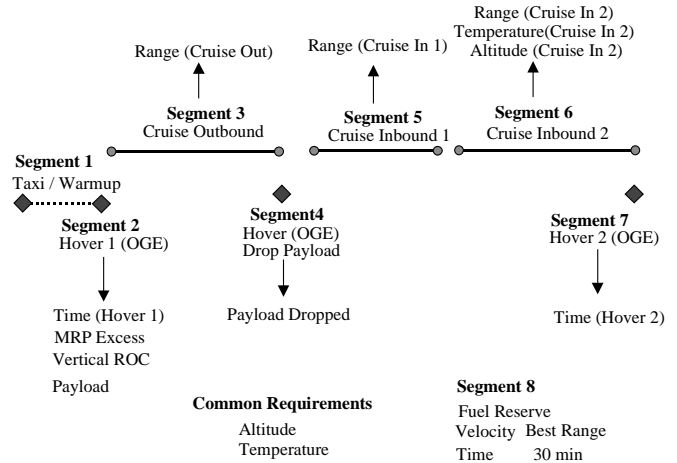 Range (Cruise Out)
Range (Cruise In 1)
Range (Cruise In 2)
Temperature(Cruise In 2)
Altitude (Cruise In 2)
Segment 3
Cruise Outbound
Segment 5
Cruise Inbound 1
Segment 6
Cruise Inbound 2
Segment 1
Taxi / Warmup
Segment 2
Hover 1 (OGE)
Segment4
Hover (OGE)
Drop Payload
Segment 7
Hover 2 (OGE)
Time (Hover 1)
MRP Excess
Vertical ROC
Payload
Payload Dropped
Time (Hover 2)
Common Requirements
Altitude
Temperature
Segment 8
Fuel Reserve
Velocity Best Range
Time 30 min